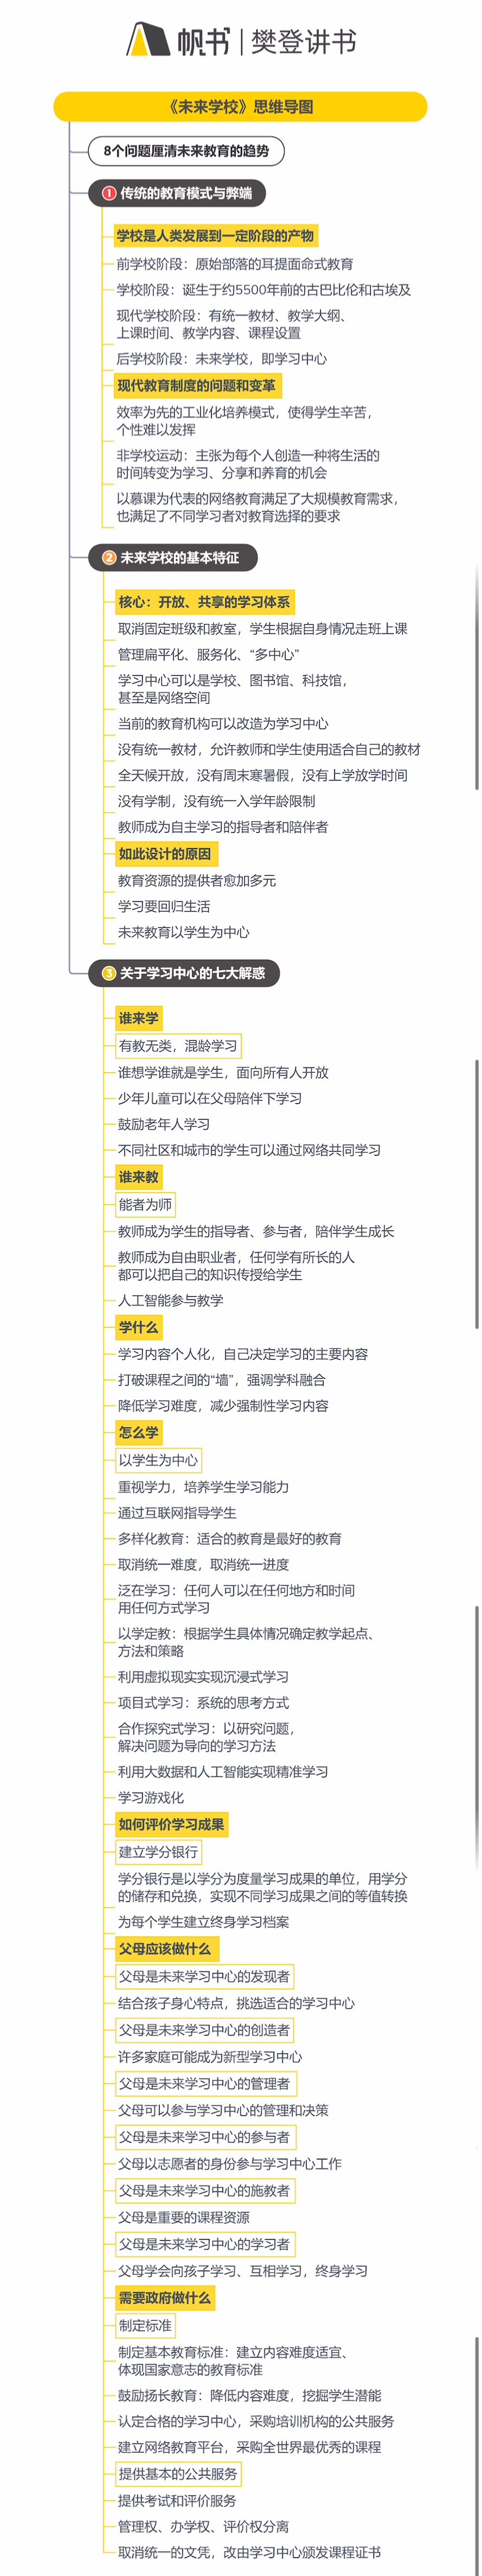 帆书|樊登讲书
《未来学校》思维导图
8个问题厘清未来教育的趋势
1 传统的教育模式与弊端
学校是人类发展到一定阶段的产物
前学校阶段：原始部落的耳提面命式教育
学校阶段：诞生于约5500年前的古巴比伦和古埃及
现代学校阶段：有统一教材、教学大纲、
上课时间、教学内容、课程设置
后学校阶段：未来学校，即学习中心
现代教育制度的问题和变革
效率为先的工业化培养模式，使得学生辛苦，
个性难以发挥
非学校运动：主张为每个人创造一种将生活的
时间转变为学习、分享和养育的机会
以慕课为代表的网络教育满足了大规模教育需求，
也满足了不同学习者对教育选择的要求
2 未来学校的基本特征
核心：开放、共享的学习体系
取消固定班级和教室，学生根据自身情况走班上课
管理扁平化、服务化、“多中心”
学习中心可以是学校、图书馆、科技馆，
甚至是网络空间
当前的教育机构可以改造为学习中心
没有统一教材，允许教师和学生使用适合自己的教材
全天候开放，没有周末寒暑假，没有上学放学时间
没有学制，没有统一入学年龄限制
教师成为自主学习的指导者和陪伴者
如此设计的原因
教育资源的提供者愈加多元
学习要回归生活
未来教育以学生为中心
3 关于学习中心的七大解惑
谁来学
有教无类，混龄学习
谁想学谁就是学生，面向所有人开放
少年儿童可以在父母陪伴下学习
鼓励老年人学习
不同社区和城市的学生可以通过网络共同学习
谁来教
能者为师
教师成为学生的指导者、参与者，陪伴学生成长
教师成为自由职业者，任何学有所长的人
都可以把自己的知识传授给学生
人工智能参与教学
学什么
学习内容个人化，自己决定学习的主要内容
打破课程之间的“墙”，强调学科融合
降低学习难度，减少强制性学习内容
怎么学
以学生为中心
重视学力，培养学生学习能力
通过互联网指导学生
多样化教育：适合的教育是最好的教育
取消统一难度，取消统一进度
泛在学习：任何人可以在任何地方和时间
用任何方式学习
以学定教：根据学生具体情况确定教学起点、
方法和策略
利用虚拟现实实现沉浸式学习
项目式学习：系统的思考方式
合作探究式学习：以研究问题，
解决问题为导向的学习方法
利用大数据和人工智能实现精准学习
学习游戏化
如何评价学习成果
建立学分银行
学分银行是以学分为度量学习成果的单位，用学分
的储存和兑换，实现不同学习成果之间的等值转换
为每个学生建立终身学习档案
父母应该做什么
父母是未来学习中心的发现者
结合孩子身心特点，挑选适合的学习中心
父母是未来学习中心的创造者
许多家庭可能成为新型学习中心
父母是未来学习中心的管理者
父母可以参与学习中心的管理和决策
父母是未来学习中心的参与者
父母以志愿者的身份参与学习中心工作
父母是未来学习中心的施教者
父母是重要的课程资源
父母是未来学习中心的学习者
父母学会向孩子学习、互相学习，终身学习
需要政府做什么
制定标准
制定基本教育标准：建立内容难度适宜、
体现国家意志的教育标准
鼓励扬长教育：降低内容难度，挖掘学生潜能
认定合格的学习中心，采购培训机构的公共服务
建立网络教育平台，采购全世界最优秀的课程
提供基本的公共服务
提供考试和评价服务
管理权、办学权、评价权分离
取消统一的文凭，改由学习中心颁发课程证书